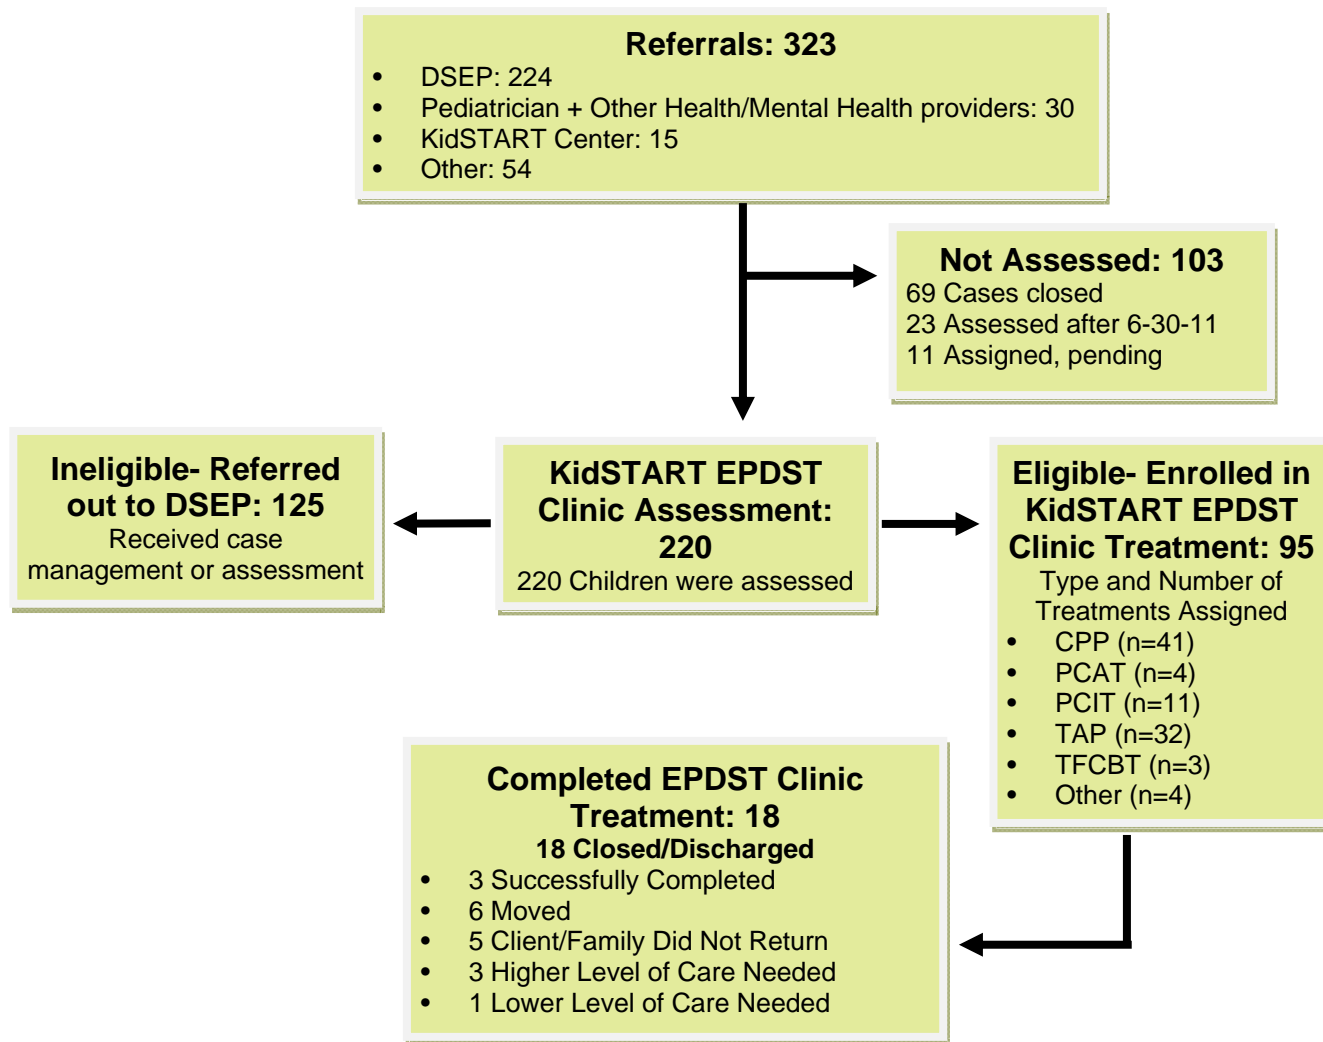 Referrals: 323
• DSEP: 224
• Pediatrician + Other Health/Mental Health providers: 30
• KidSTART Center: 15
• Other: 54
Not Assessed: 103
69 Cases closed
23 Assessed after 6-30-11
11 Assigned, pending
Ineligible- Referred
out to DSEP: 125
Received case
management or assessment
KidSTART EPDST
Clinic Assessment:
220
220 Children were assessed
Eligible- Enrolled in
KidSTART EPDST
Clinic Treatment: 95
Type and Number of
Treatments Assigned
• CPP (n=41)
• PCAT (n=4)
• PCIT (n=11)
• TAP (n=32)
• TFCBT (n=3)
• Other (n=4)
Completed EPDST Clinic
Treatment: 18
18 Closed/Discharged
• 3 Successfully Completed
• 6 Moved
• 5 Client/Family Did Not Return
• 3 Higher Level of Care Needed
• 1 Lower Level of Care Needed